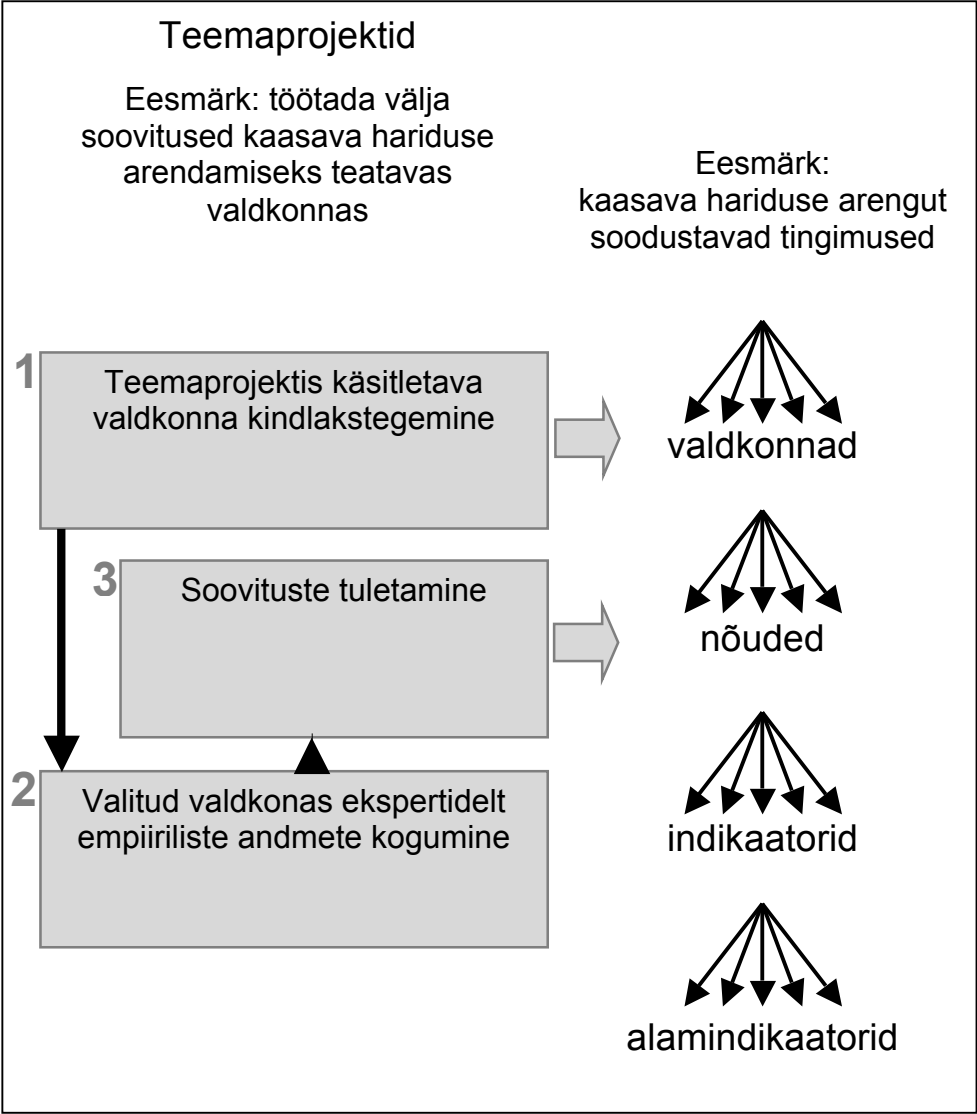 Teemaprojektid
Eesmärk: töötada välja
soovitused kaasava hariduse
arendamiseks teatavas
valdkonnas
Eesmärk:
kaasava hariduse arengut
soodustavad tingimused
1
Teemaprojektis käsitletava
valdkonna kindlakstegemine
valdkonnad
3
Soovituste tuletamine
nõuded
2
Valitud valdkonas ekspertidelt
empiiriliste andmete kogumine
indikaatorid
alamindikaatorid